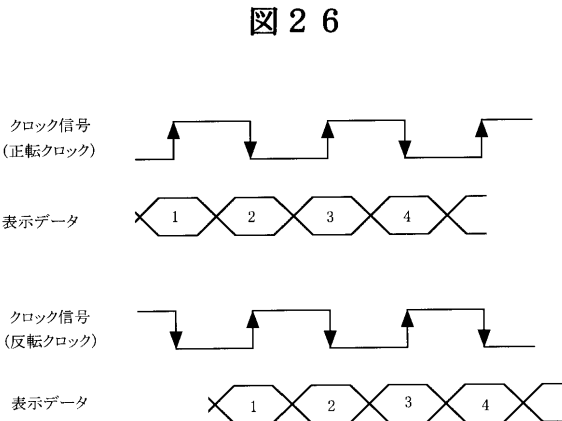 図２６
クロック信号
(正転クロック)
表示データ
1 2 3 4
クロック信号
(反転クロック)
表示データ
1 2 3 4